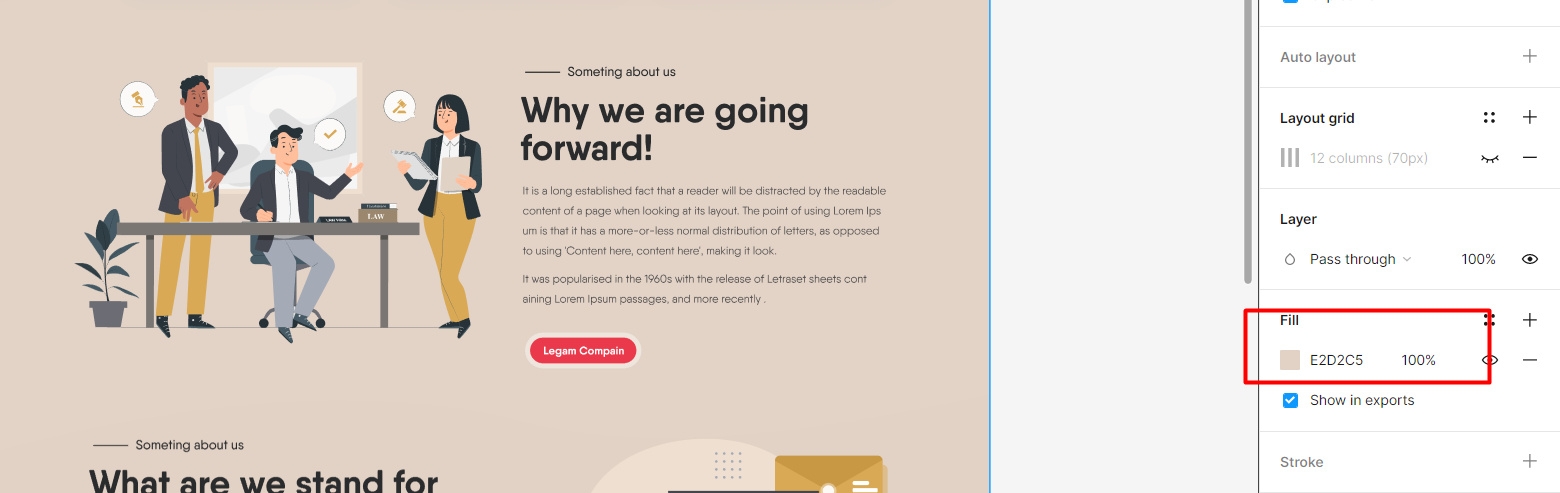 Someting about us
Why we are going
forward!
It is a long established fact that a reader will be distracted by the readable
content of a page when looking at its layout. The point of using Lorem Ips
um is that it has a more-or-less normal distribution of letters, as opposed
to using 'Content here, content here', making it look.
It was popularised in the 1960s with the release of Letraset sheets cont
aining Lorem Ipsum passages, and more recently .
Legam Compain
LAW
Someting about us
What are we stand for
Auto layout
Layout grid
12 columns (70px)
Layer
Pass through 100%
Fill
E2D2C5 100%
Show in exports
Stroke